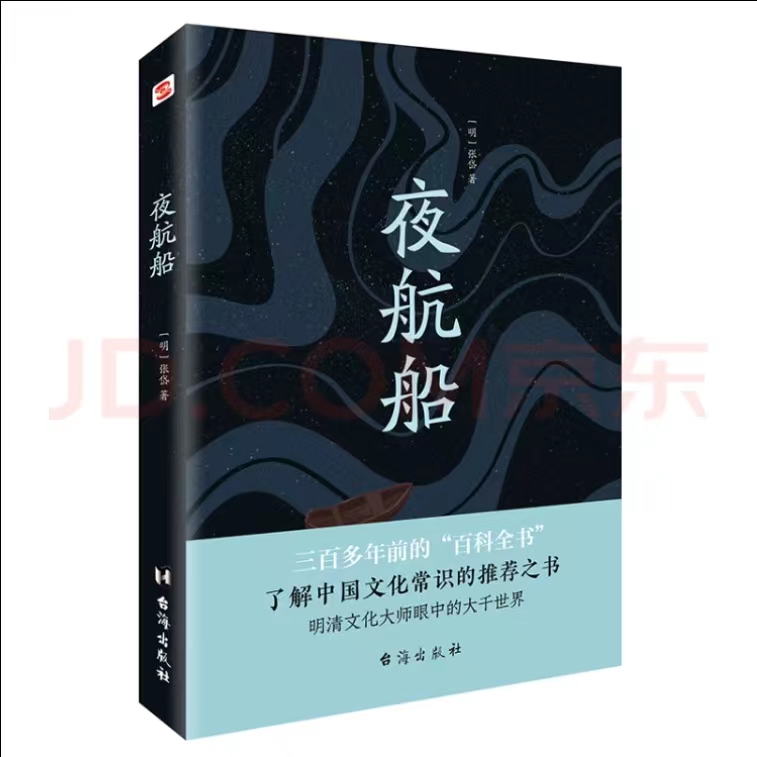 夜航船
[明]张岱 著
台海出版社
[明]张岱 著
夜航船
三百多年前的“百科全书”
了解中国文化常识的推荐之书
明清文化大师眼中的大千世界
台海出版社
JD.COM京东